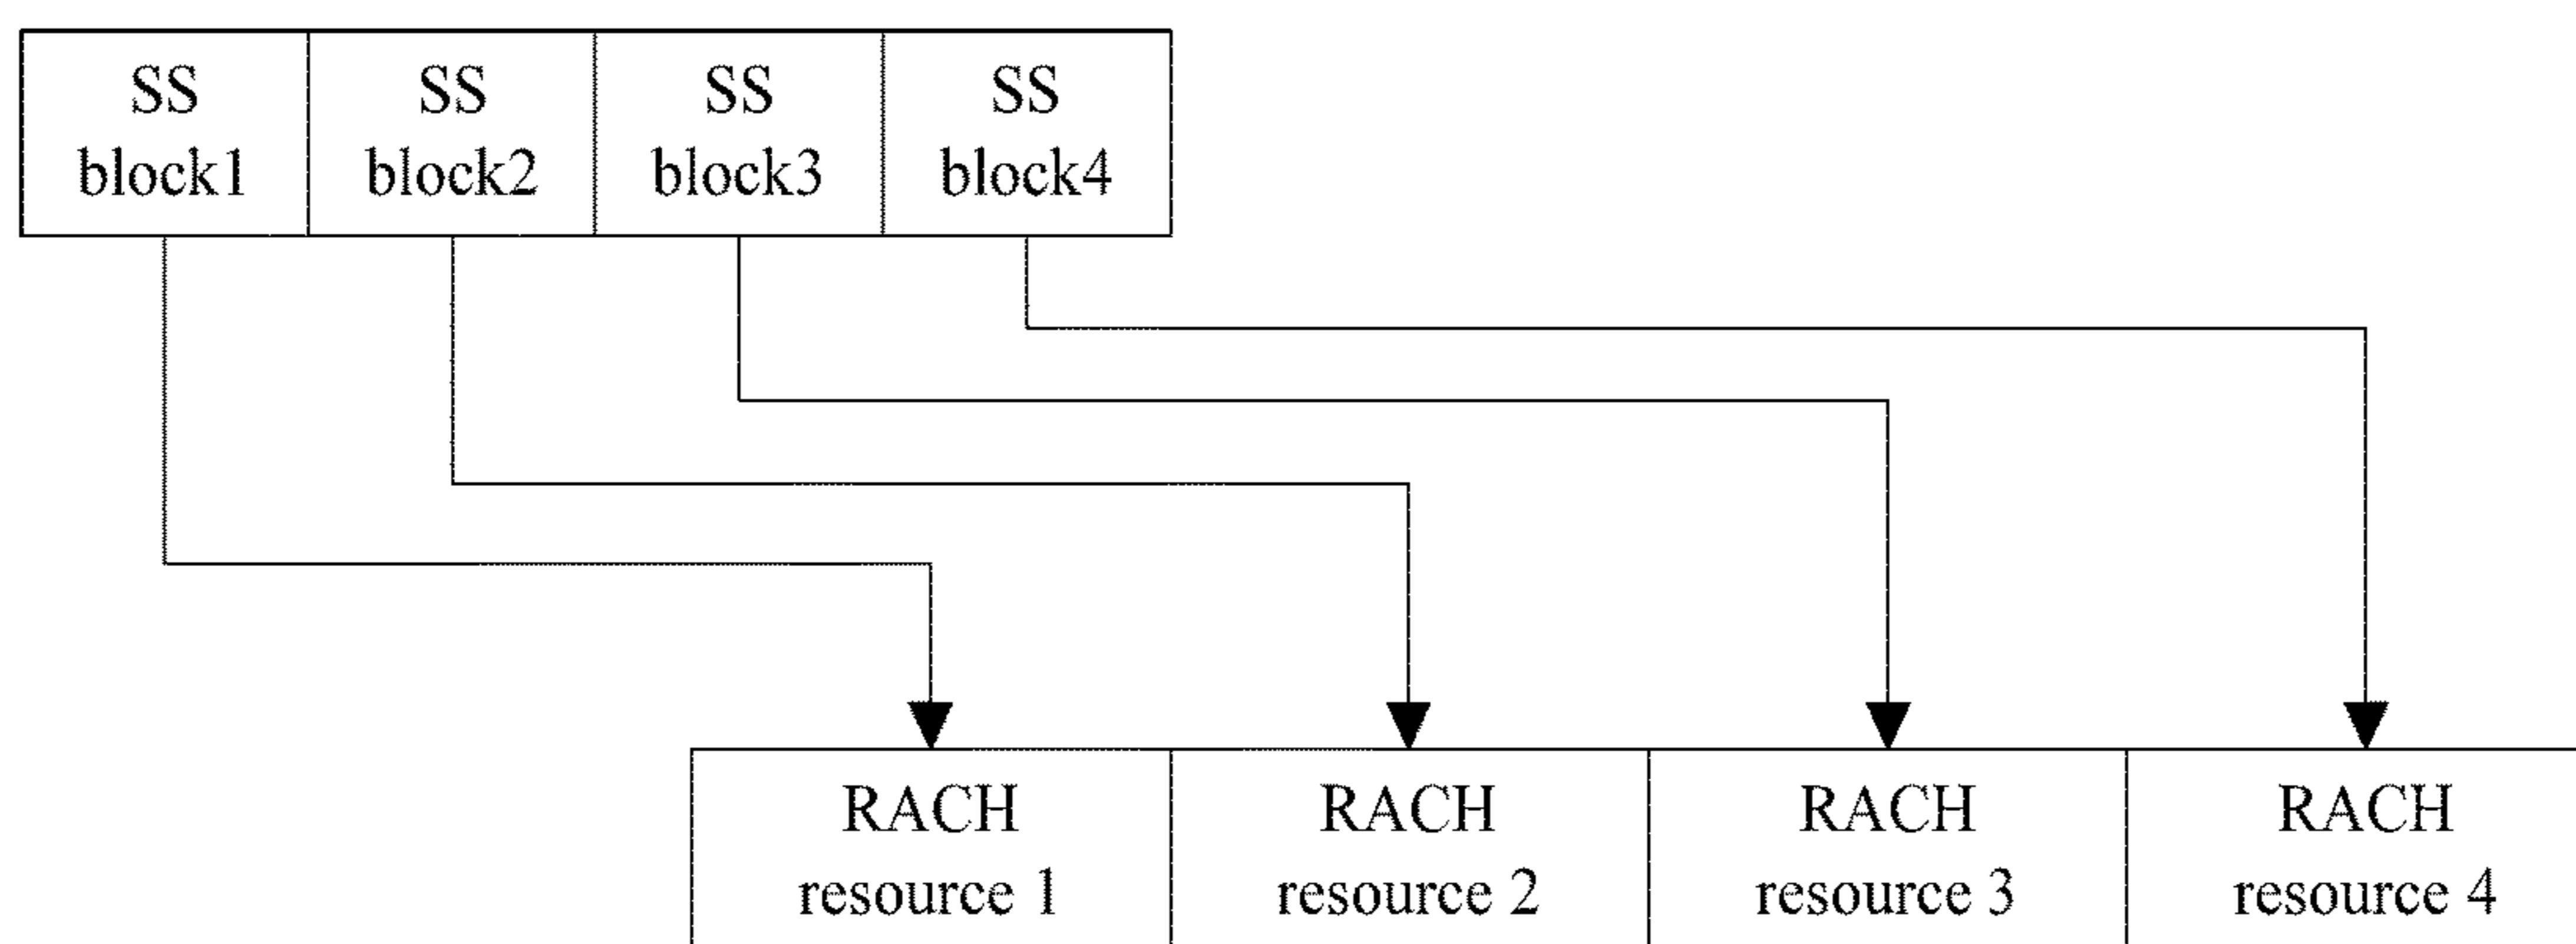 SS
block1
SS
block2
SS
block3
SS
block4
RACH
resource 1
RACH
resource 2
RACH
resource 3
RACH
resource 4